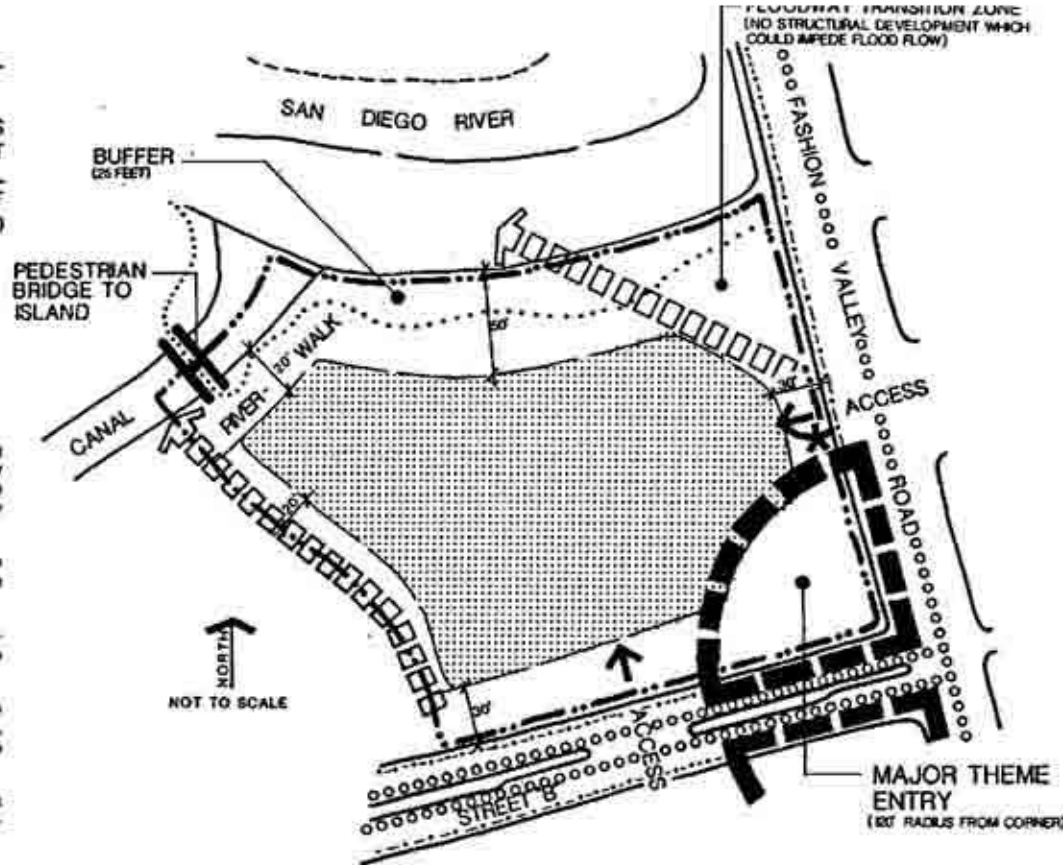 FLOODWAY TRANSITION ZONE
(NO STRUCTURAL DEVELOPMENT WHICH
COULD IMPEDE FLOOD FLOW)
SAN DIEGO RIVER
BUFFER
(25 FEET)
FASHION VALLEY ROAD
PEDESTRIAN
BRIDGE TO
ISLAND
50'
20'
RIVER-WALK
30'
ACCESS
CANAL
20'
NORTH
NOT TO SCALE
30'
ACCESS
STREET 'B'
MAJOR THEME
ENTRY
(120' RADIUS FROM CORNER)